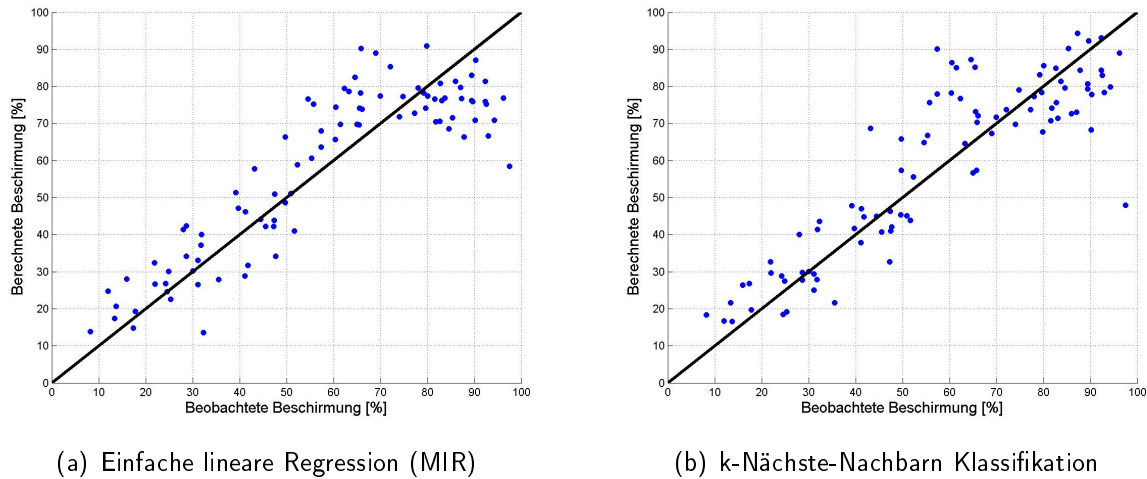 100
90
80
70
60
50
40
30
20
10
0
0 10 20 30 40 50 60 70 80 90 100
Berechnete Beschirmung [%]
Beobachtete Beschirmung [%]
(a) Einfache lineare Regression (MIR)
100
90
80
70
60
50
40
30
20
10
0
0 10 20 30 40 50 60 70 80 90 100
Berechnete Beschirmung [%]
Beobachtete Beschirmung [%]
(b) k-Nächste-Nachbarn Klassifikation